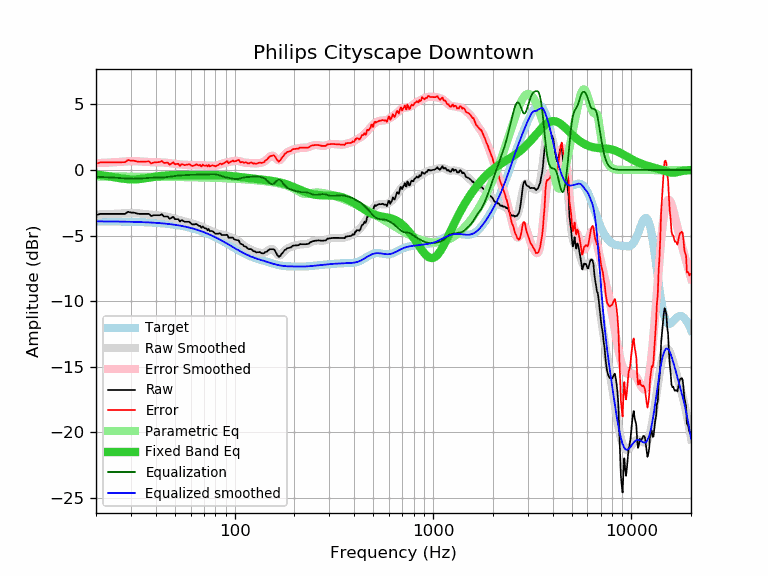 Philips Cityscape Downtown
Amplitude (dBr)
5
0
−5
−10
−15
−20
−25
Target
Raw Smoothed
Error Smoothed
Raw
Error
Parametric Eq
Fixed Band Eq
Equalization
Equalized smoothed
100 1000 10000
Frequency (Hz)